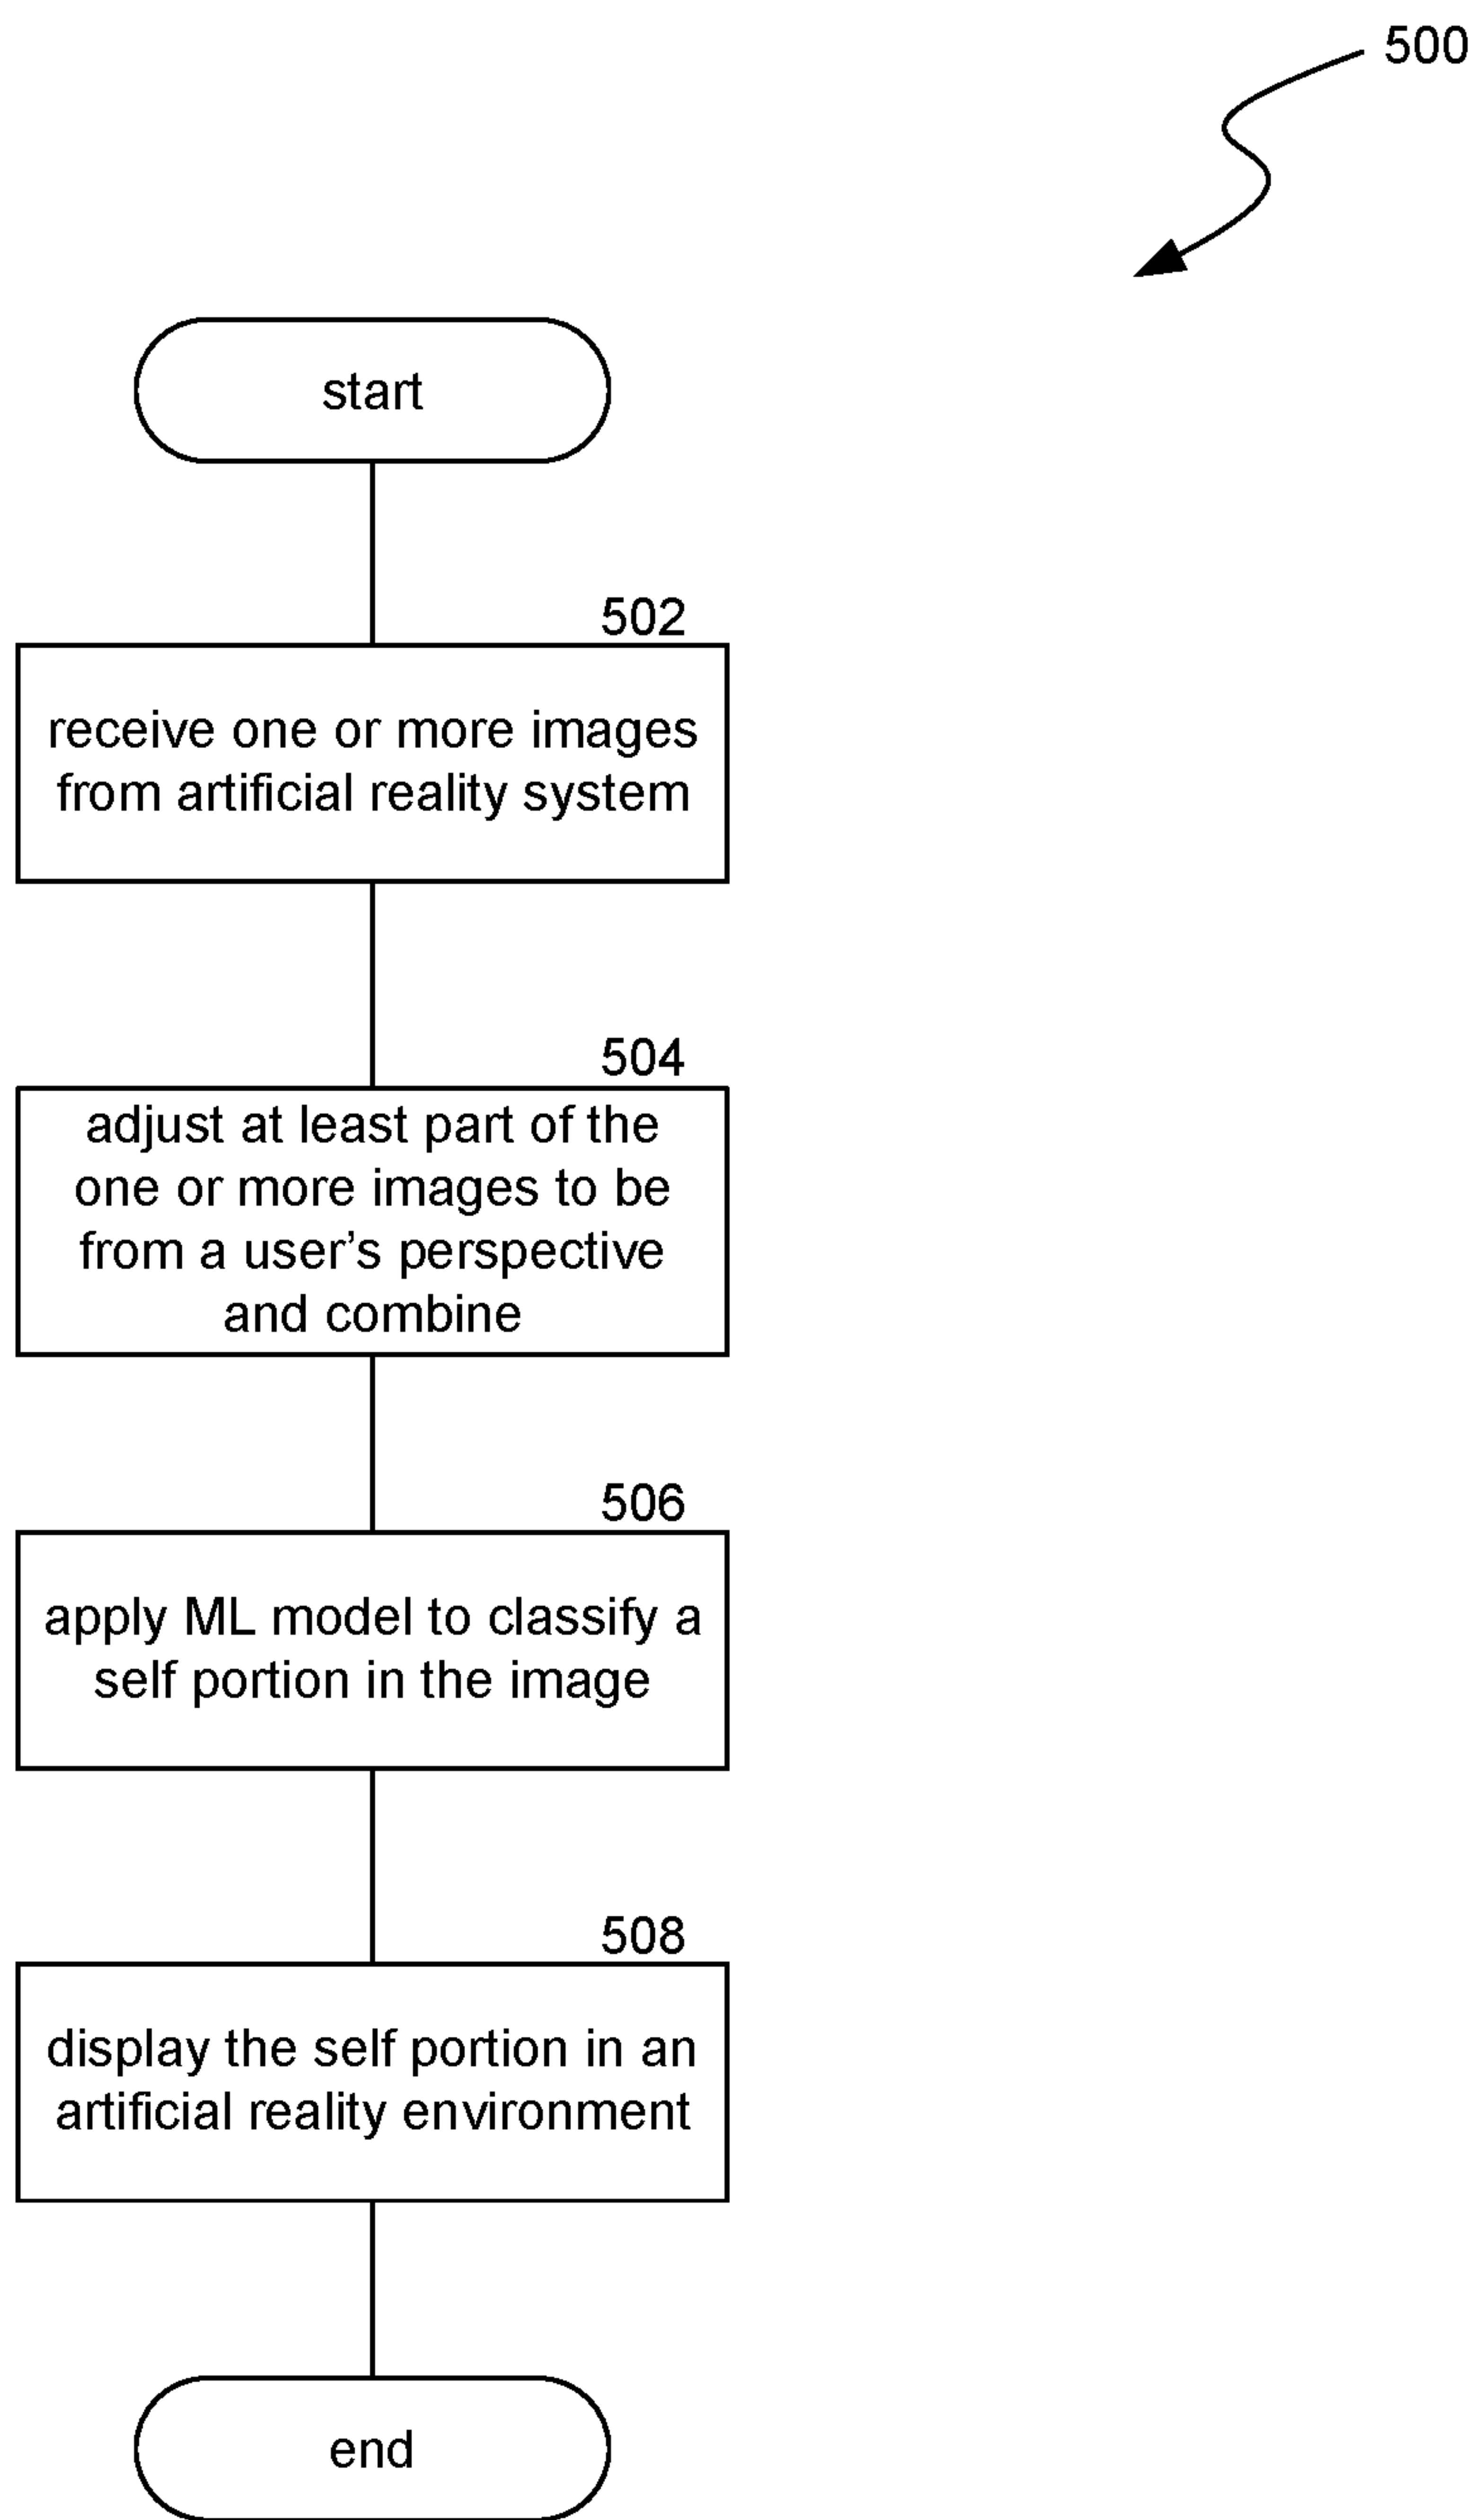 500
start
502
receive one or more images
from artificial reality system
504
adjust at least part of the
one or more images to be
from a user’s perspective
and combine
506
apply ML model to classify a
self portion in the image
508
display the self portion in an
artificial reality environment
end